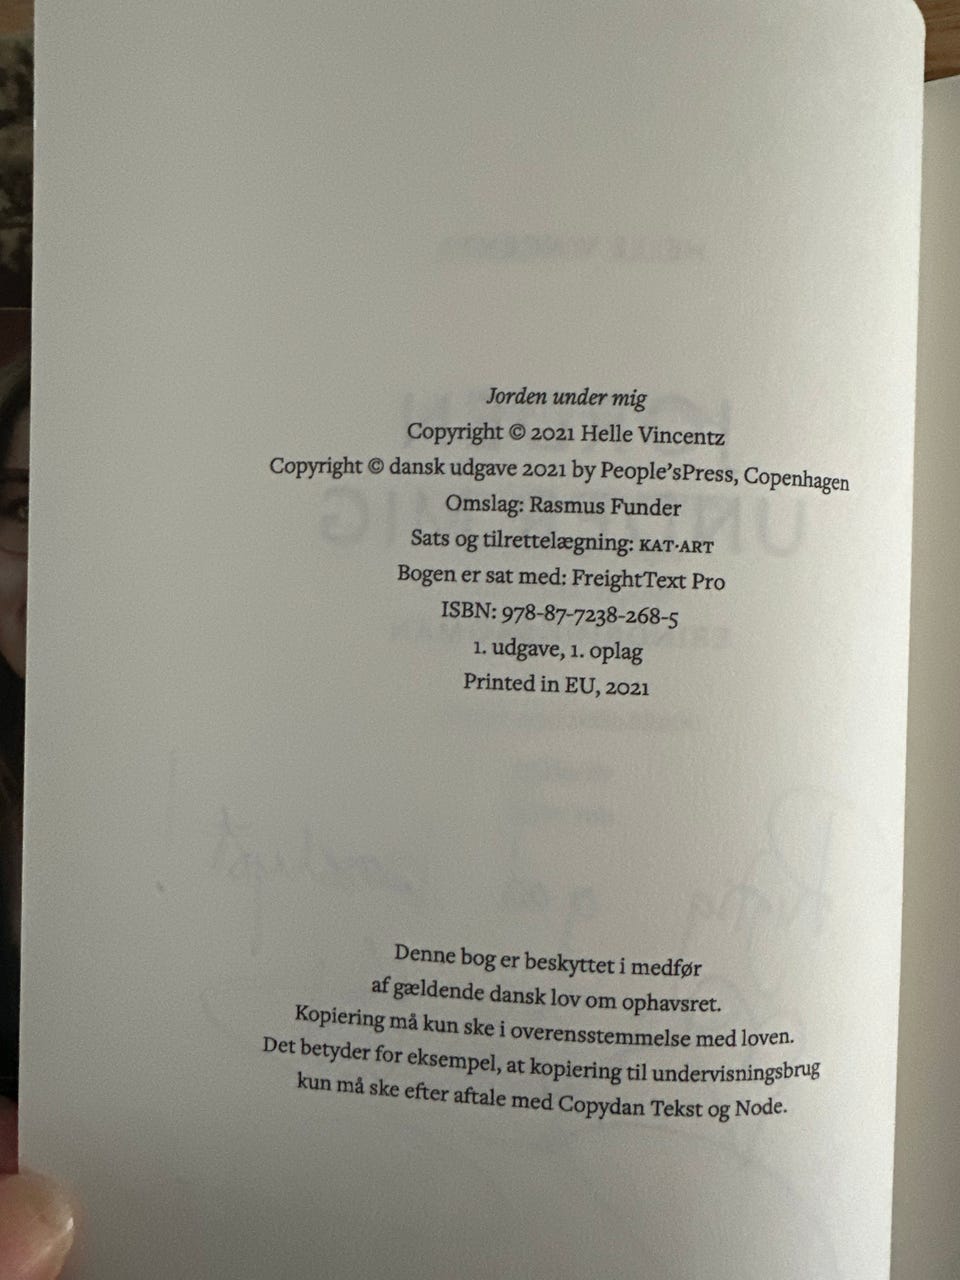 Jorden under mig
Copyright © 2021 Helle Vincentz
Copyright © dansk udgave 2021 by People’sPress, Copenhagen
Omslag: Rasmus Funder
Sats og tilrettelægning: KAT·ART
Bogen er sat med: FreightText Pro
ISBN: 978-87-7238-268-5
1. udgave, 1. oplag
Printed in EU, 2021
Denne bog er beskyttet i medfør
af gældende dansk lov om ophavsret.
Kopiering må kun ske i overensstemmelse med loven.
Det betyder for eksempel, at kopiering til undervisningsbrug
kun må ske efter aftale med Copydan Tekst og Node.